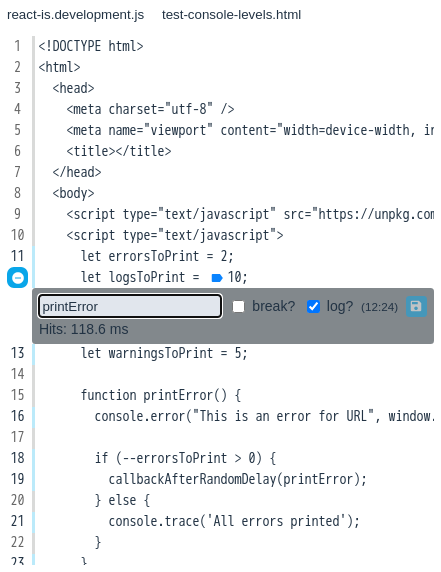 react-is.development.js test-console-levels.html
1 <!DOCTYPE html>
2 <html>
3 <head>
4 <meta charset="utf-8" />
5 <meta name="viewport" content="width=device-width, in
6 <title></title>
7 </head>
8 <body>
9 <script type="text/javascript" src="https://unpkg.com
10 <script type="text/javascript">
11 let errorsToPrint = 2;
let logsToPrint = 10;
printError break? log? (12:24)
Hits: 118.6 ms
13 let warningsToPrint = 5;
14
15 function printError() {
16 console.error("This is an error for URL", window.
17
18 if (--errorsToPrint > 0) {
19 callbackAfterRandomDelay(printError);
20 } else {
21 console.trace('All errors printed');
22 }
23 }